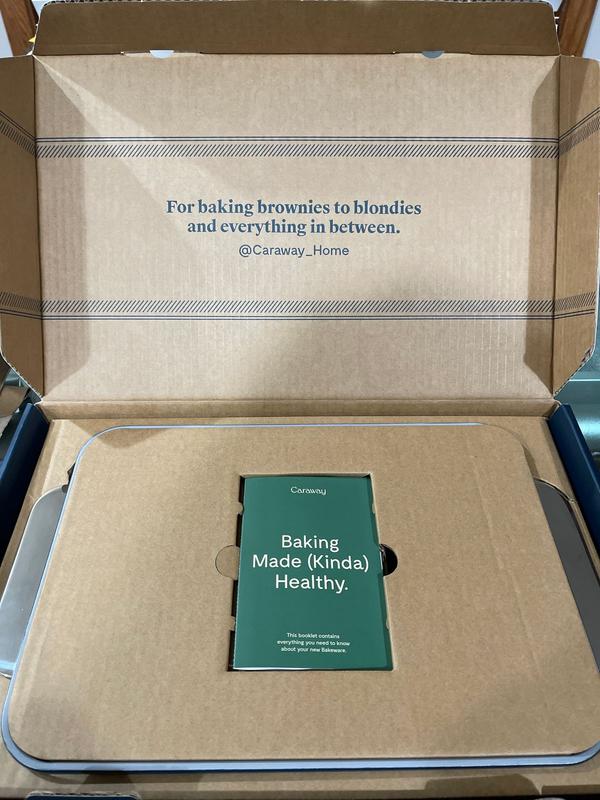 For baking brownies to blondies
and everything in between.
@Caraway_Home
Caraway
Baking
Made (Kinda)
Healthy.
This booklet contains
everything you need to know
about your new Bakeware.